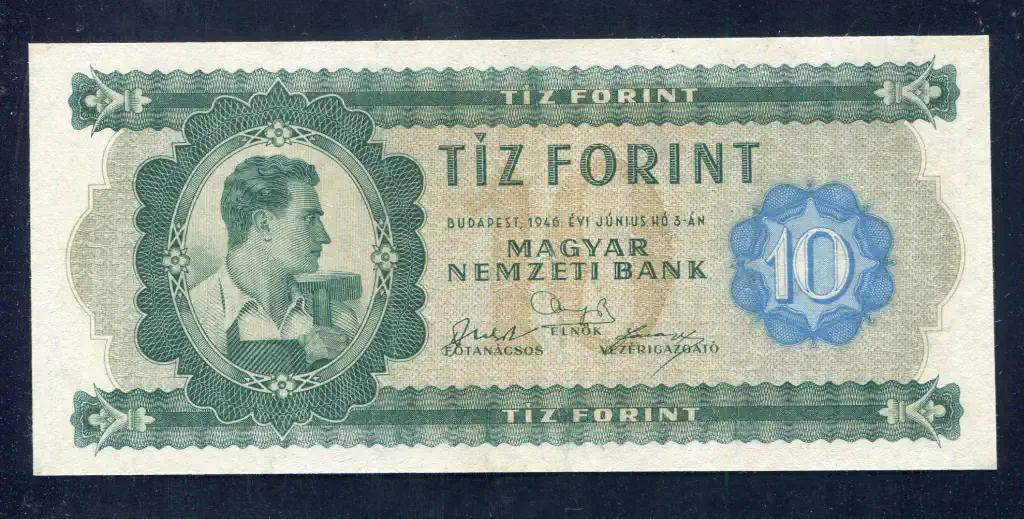 TÍZ FORINT
TÍZ FORINT
BUDAPEST, 1946. ÉVI JÚNIUS HÓ 3-ÁN
MAGYAR
NEMZETI BANK
10
ELNÖK
FŐTANÁCSOS VEZÉRIGAZGATÓ
TÍZ FORINT